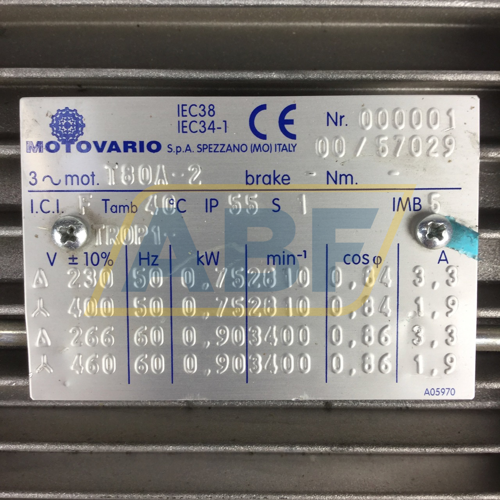 IEC38
IEC34-1 CE Nr. 000001
MOTOVARIO S.p.A. SPEZZANO (MO) ITALY 00/57029
3~mot. T80A-2 brake - Nm. -
I.C.I. F Tamb 40°C IP 55 S 1 IMB 5
TROP1
V ±10% Hz kW min⁻¹ cosφ A
Δ 230 50 0,75 2810 0,84 3,3
⅄ 400 50 0,75 2810 0,84 1,9
Δ 266 60 0,90 3400 0,86 3,3
⅄ 460 60 0,90 3400 0,86 1,9
A05970
ABF